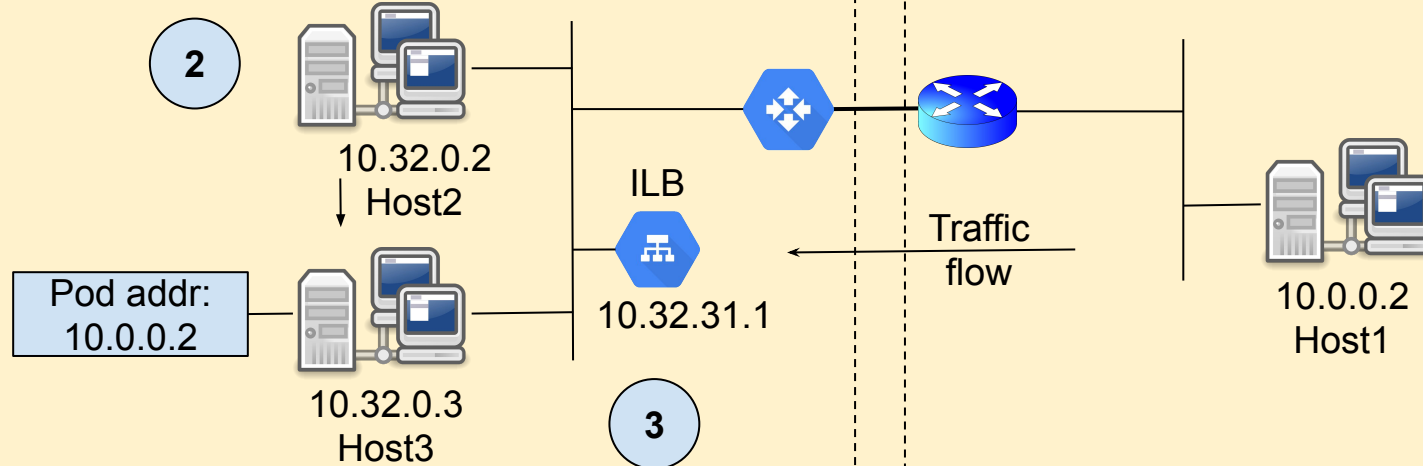 2
10.32.0.2
Host2
ILB
10.32.31.1
Traffic
flow
Pod addr:
10.0.0.2
10.32.0.3
Host3
3
10.0.0.2
Host1